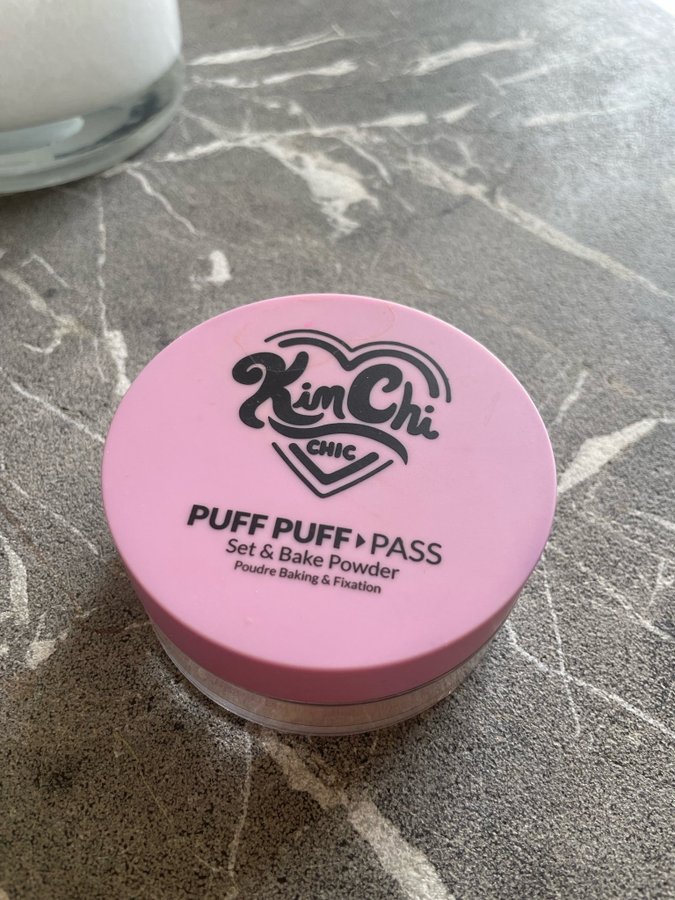 KimChi
CHIC
PUFF PUFF▸PASS
Set & Bake Powder
Poudre Baking & Fixation